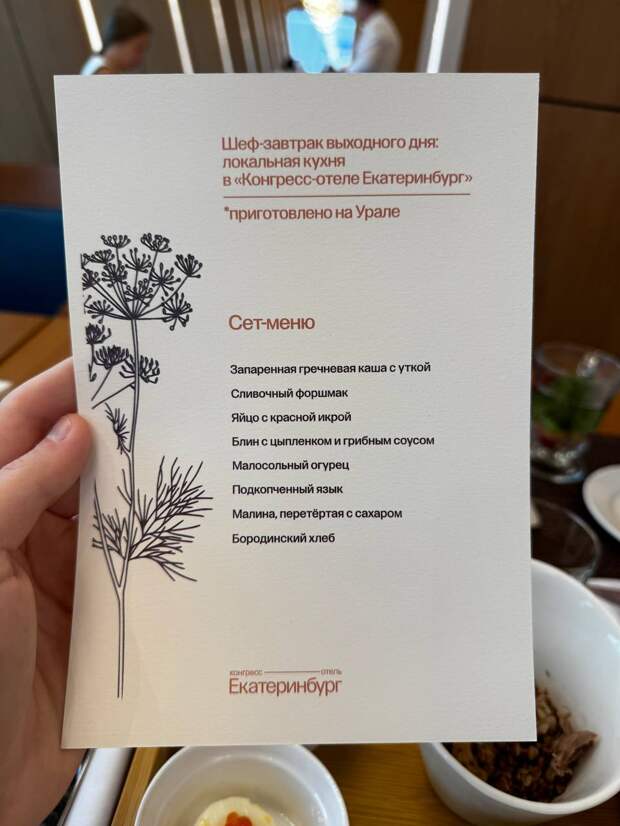 Шеф-завтрак выходного дня:
локальная кухня
в «Конгресс-отеле Екатеринбург»
*приготовлено на Урале
Сет-меню
Запаренная гречневая каша с уткой
Сливочный форшмак
Яйцо с красной икрой
Блин с цыпленком и грибным соусом
Малосольный огурец
Подкопченный язык
Малина, перетёртая с сахаром
Бородинский хлеб
конгресс отель
Екатеринбург